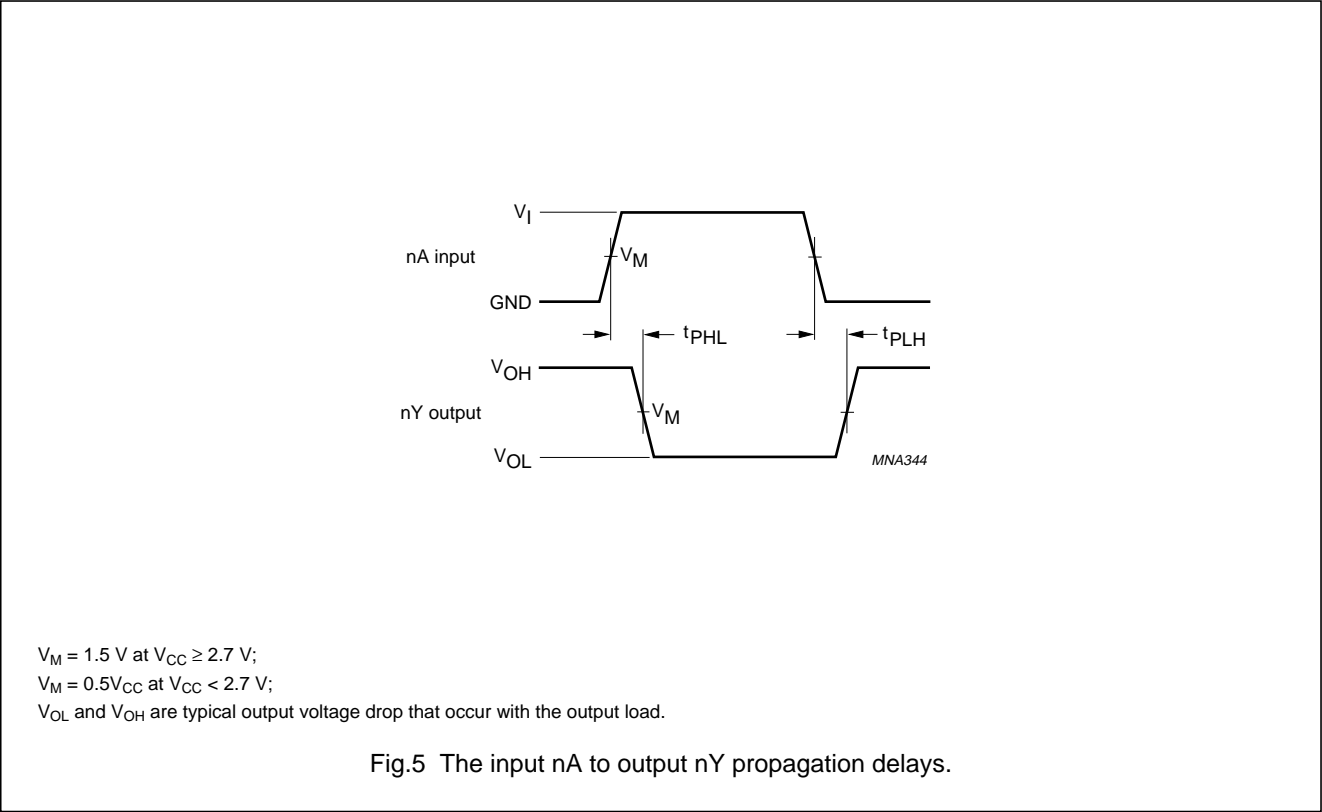 VI
nA input
VM
GND
tPHL
tPLH
VOH
nY output
VM
VOL
MNA344
VM = 1.5 V at VCC ≥ 2.7 V;
VM = 0.5VCC at VCC < 2.7 V;
VOL and VOH are typical output voltage drop that occur with the output load.
Fig.5 The input nA to output nY propagation delays.